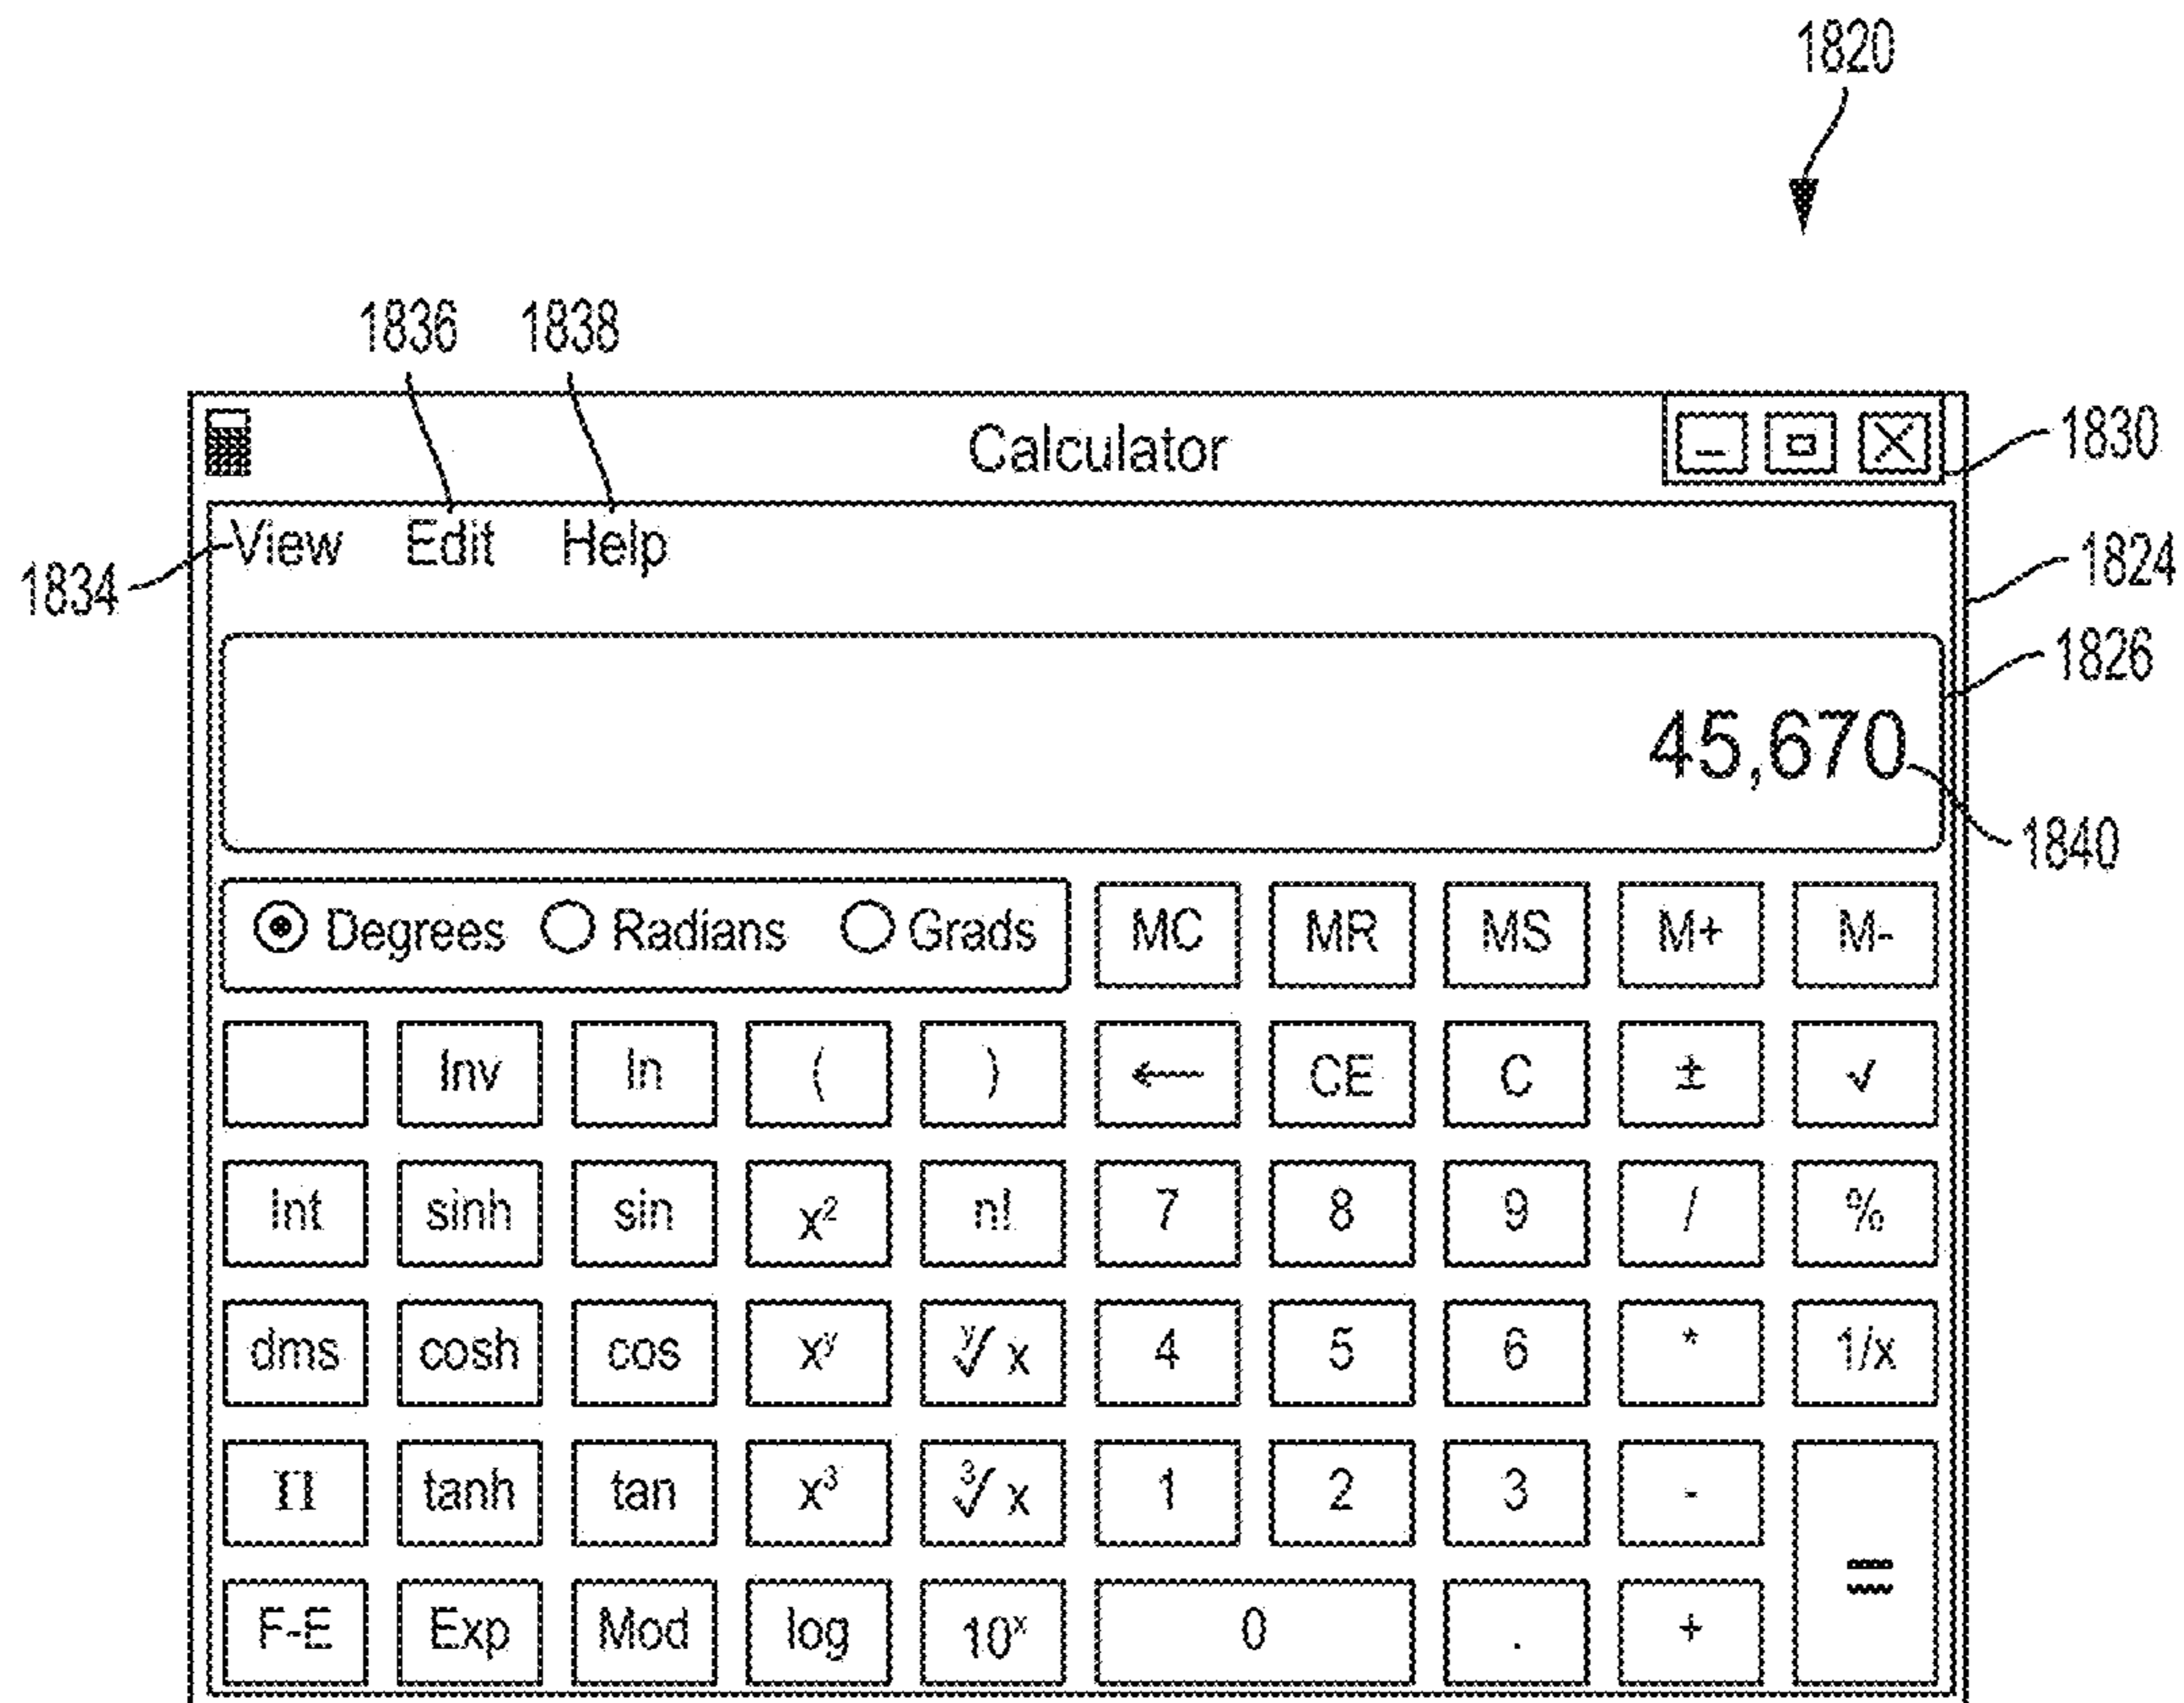 1820
1836 1838
Calculator
1830
View Edit Help
1834
1824
1826
45,670
1840
Degrees Radians Grads MC MR MS M+ M-
Inv ln ( ) ← CE C ± √
Int sinh sin x² n! 7 8 9 / %
dms cosh cos xʸ ʸ√x 4 5 6 * 1/x
Π tanh tan x³ ³√x 1 2 3 -
=
F-E Exp Mod log 10ˣ 0 . +